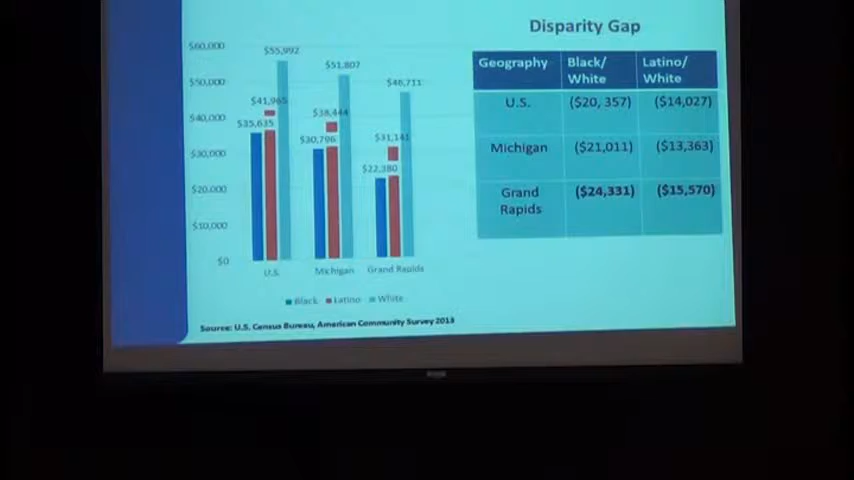 Disparity Gap
Geography Black/ White Latino/ White
U.S. ($20, 357) ($14,027)
Michigan ($21,011) ($13,363)
Grand Rapids ($24,331) ($15,570)
$60,000
$50,000
$40,000
$30,000
$20,000
$10,000
$0
$55,992
$41,965
$35,635
$51,807
$38,444
$30,796
$46,711
$31,141
$22,380
U.S. Michigan Grand Rapids
Black Latino White
Source: U.S. Census Bureau, American Community Survey 2013